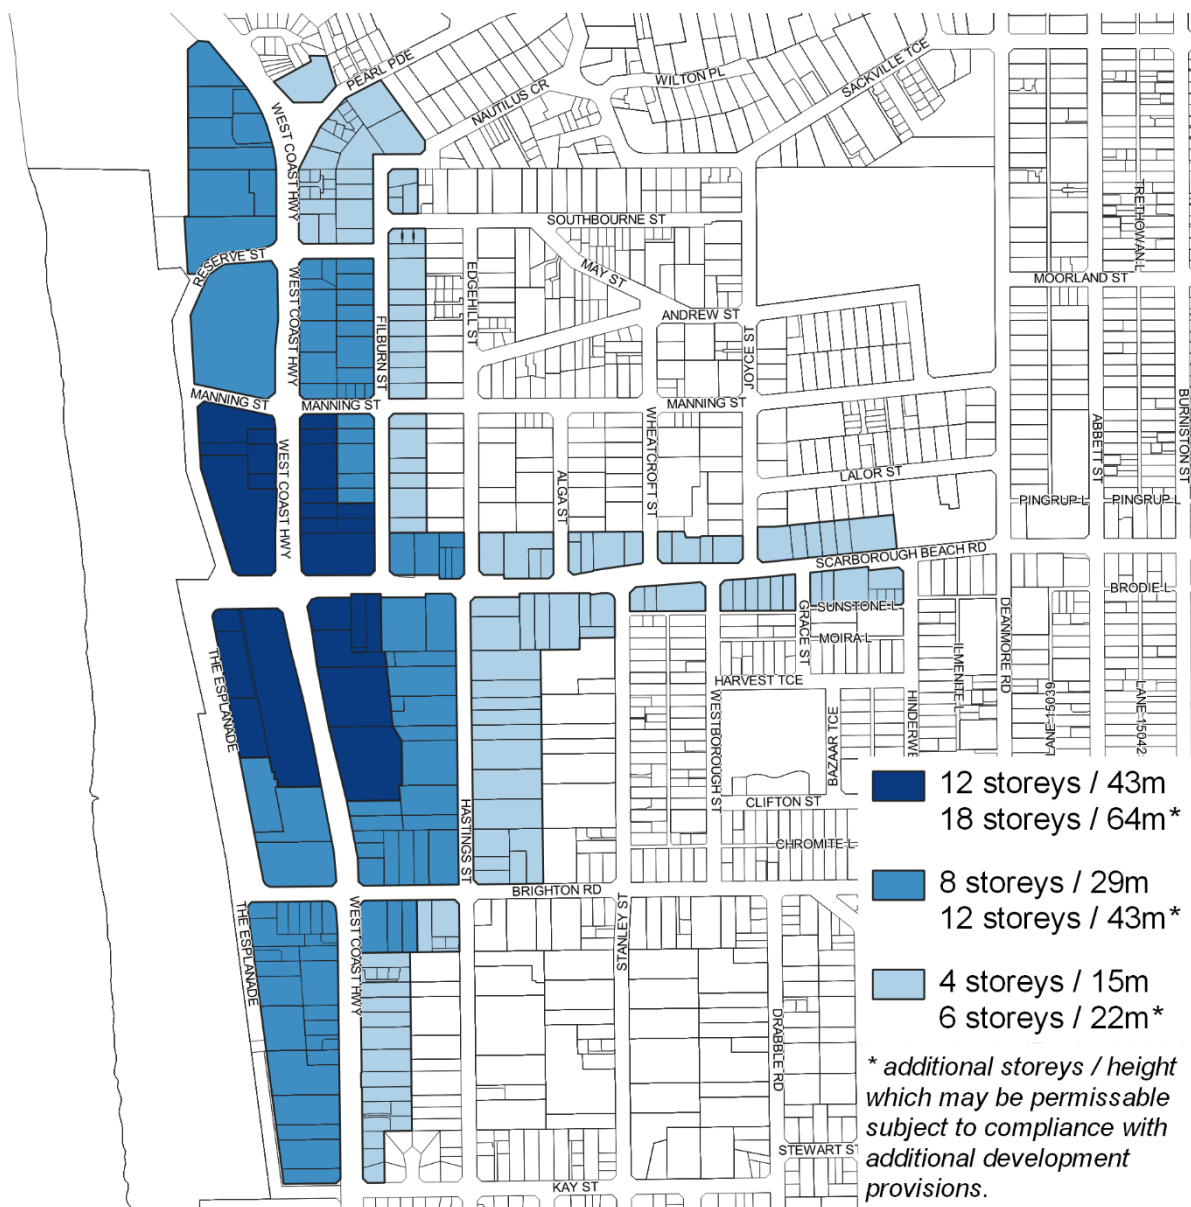 PEARL PDE
WILTON PL
SACKVILLE TCE
NAUTILUS CR
WEST COAST HWY
TRETHOWAN L
SOUTHBOURNE ST
RESERVE ST
EDGEHILL ST
MAY ST
MOORLAND ST
WEST COAST HWY
FILBURN ST
ANDREW ST
JOYCE ST
MANNING ST
MANNING ST
MANNING ST
BURNISTON ST
WHEATCROFT ST
ABBETT ST
WEST COAST HWY
ALGA ST
LALOR ST
PINGRUP L
PINGRUP L
SCARBOROUGH BEACH RD
BRODIE L
SUNSTONE L
GRACE ST
MOIRA L
DEANMORE RD
ILMENITE L
THE ESPLANADE
HARVEST TCE
WESTBOROUGH ST
BAZAAR TCE
HINDERWE
LANE 15039
LANE 15042
HASTINGS ST
CLIFTON ST
CHROMITE L
BRIGHTON RD
THE ESPLANADE
WEST COAST HWY
STANLEY ST
DRABBLE RD
STEWART ST
KAY ST
12 storeys / 43m
18 storeys / 64m*
8 storeys / 29m
12 storeys / 43m*
4 storeys / 15m
6 storeys / 22m*
* additional storeys / height
which may be permissable
subject to compliance with
additional development
provisions.